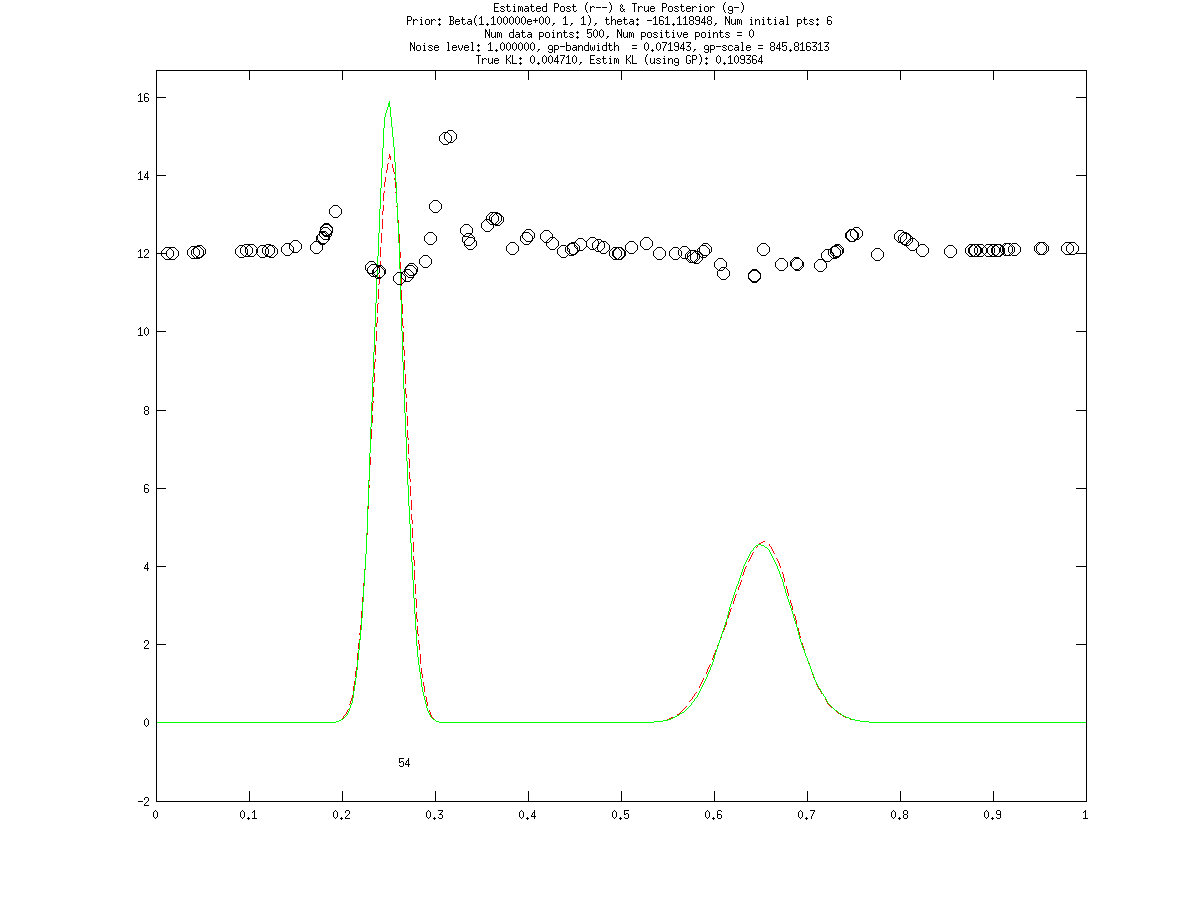 Estimated Post (r--) & True Posterior (g-)
Prior: Beta(1.100000e+00, 1, 1), theta: -161.118948, Num initial pts: 6
Num data points: 500, Num positive points = 0
Noise level: 1.000000, gp-bandwidth  = 0.071943, gp-scale = 845.816313
True KL: 0.004710, Estim KL (using GP): 0.109364
16
14
12
10
8
6
4
2
0
-2
54
0 0.1 0.2 0.3 0.4 0.5 0.6 0.7 0.8 0.9 1